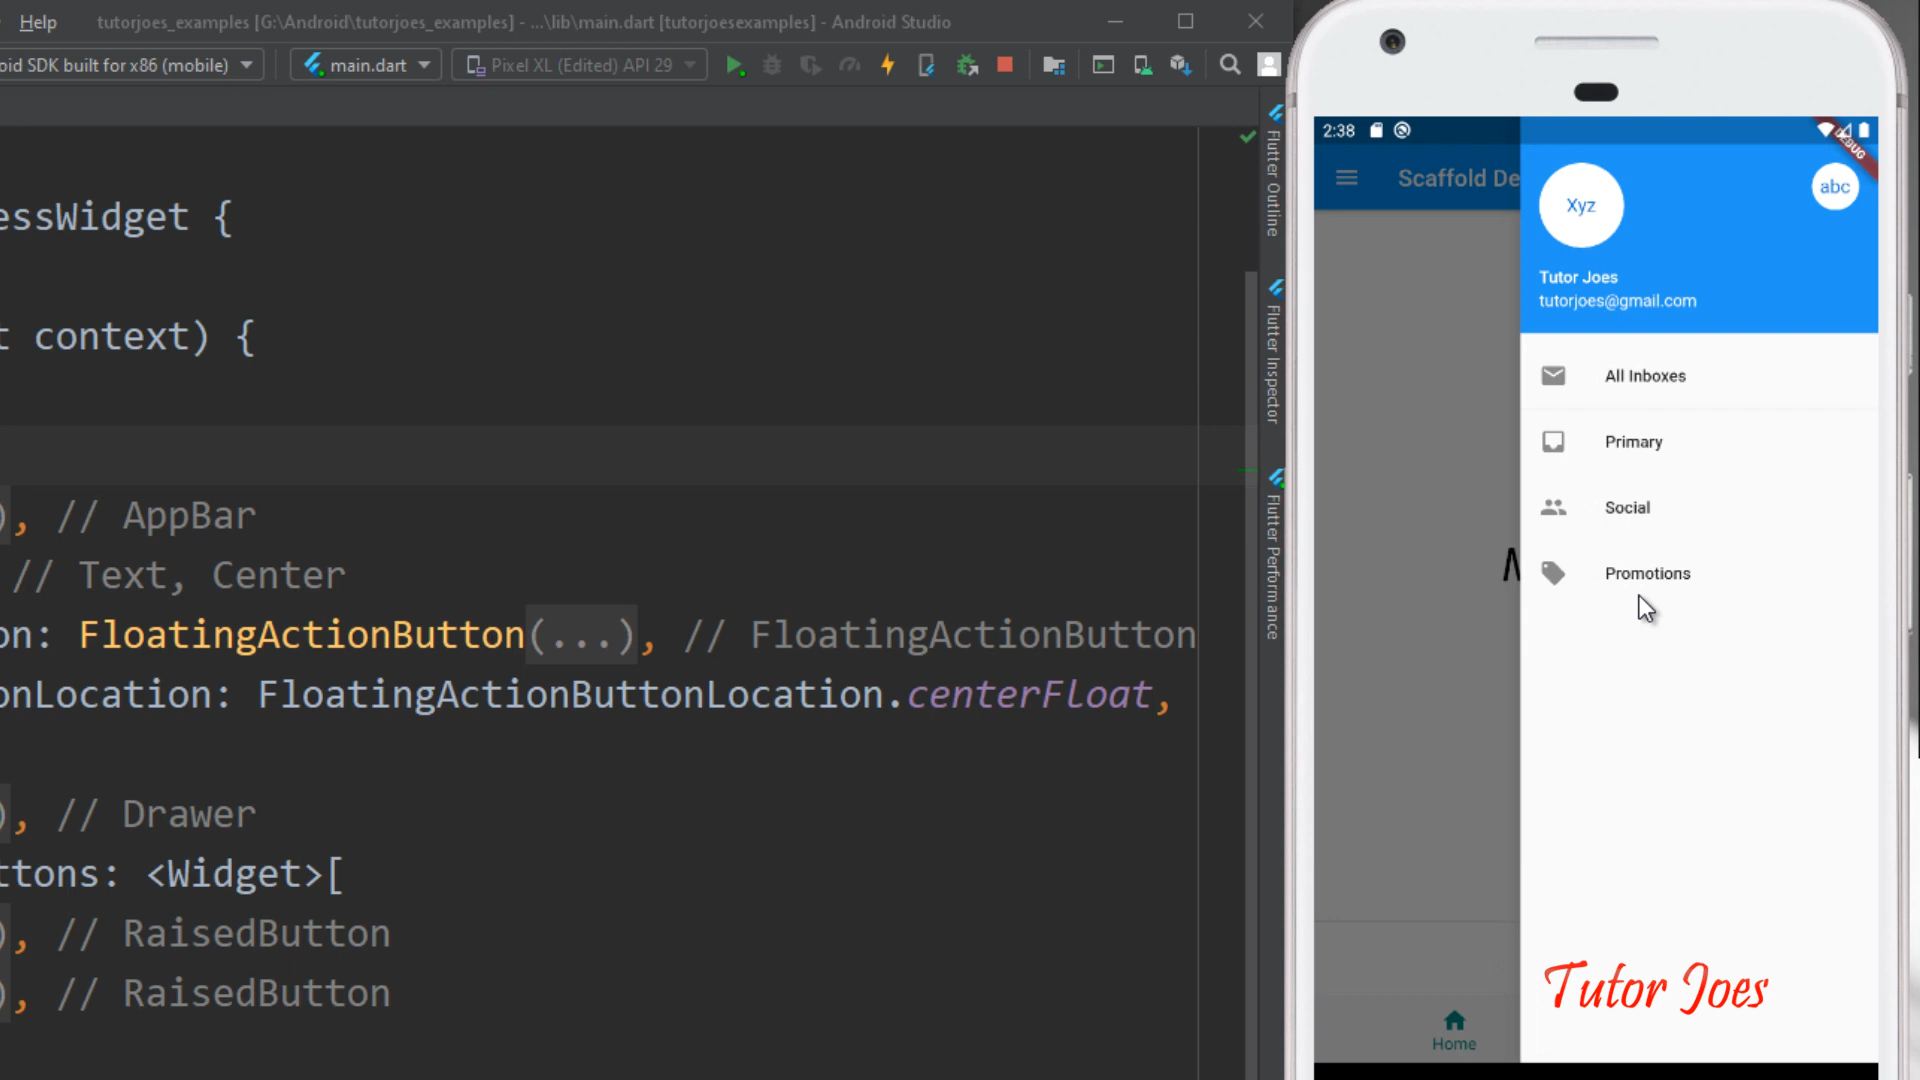 Help
tutorjoes_examples [G:\Android\tutorjoes_examples] - ...\lib\main.dart [tutorjoesexamples] - Android Studio
oid SDK built for x86 (mobile)
main.dart
Pixel XL (Edited) API 29
essWidget {
t context) {
), // AppBar
// Text, Center
on: FloatingActionButton(...), // FloatingActionButton
onLocation: FloatingActionButtonLocation.centerFloat,
), // Drawer
ttons: <Widget>[
), // RaisedButton
), // RaisedButton
Flutter Outline
Flutter Inspector
Flutter Performance
2:38
DEBUG
Scaffold De
Xyz
abc
Tutor Joes
tutorjoes@gmail.com
All Inboxes
Primary
Social
Promotions
Tutor Joes
Home